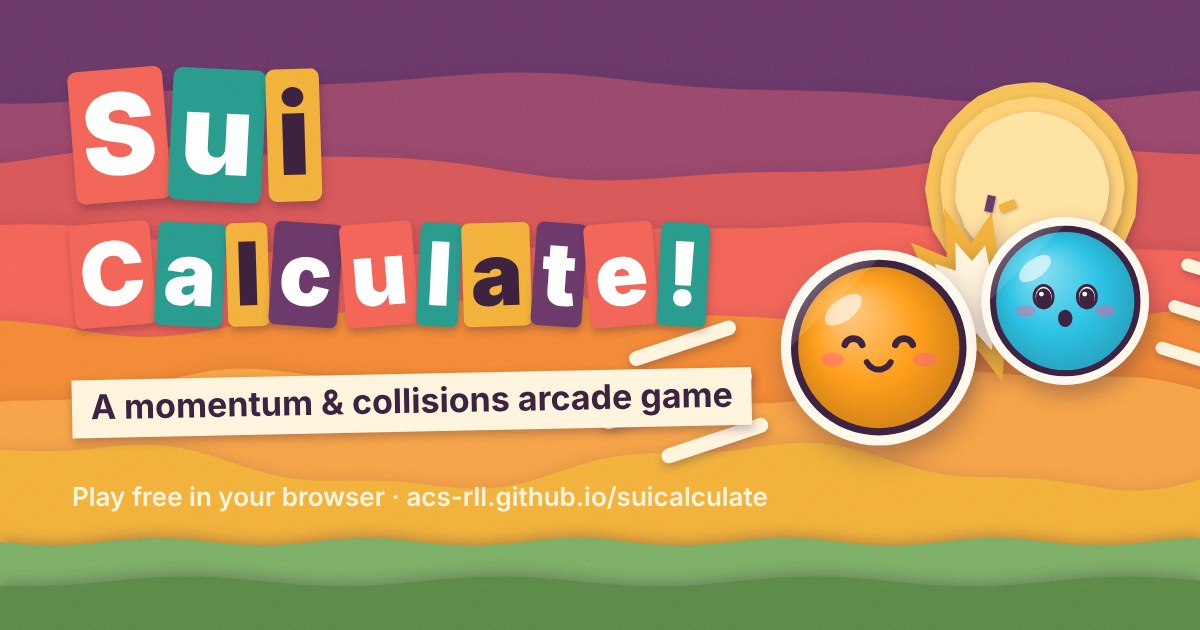 Sui
Calculate!
A momentum & collisions arcade game
Play free in your browser · acs-rll.github.io/suicalculate